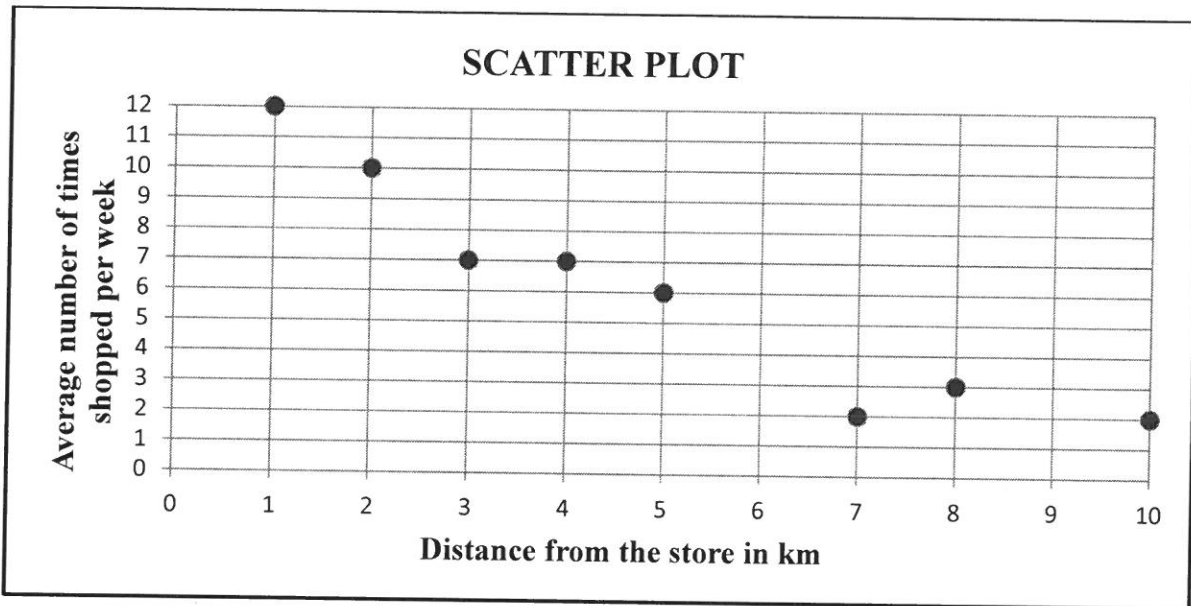 SCATTER PLOT
Average number of times
shopped per week
12
11
10
9
8
7
6
5
4
3
2
1
0
0 1 2 3 4 5 6 7 8 9 10
Distance from the store in km